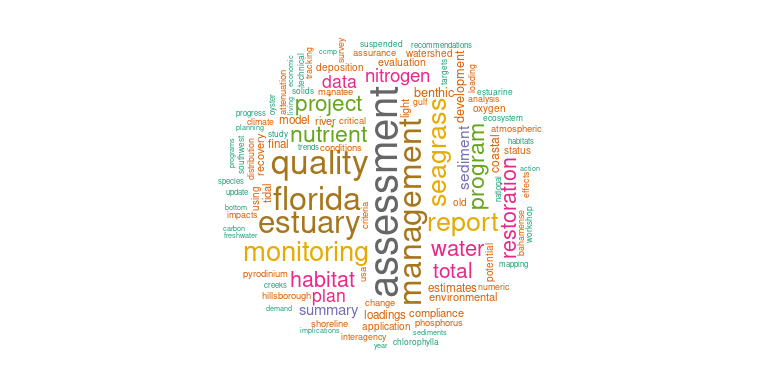 suspended
recommendations
ccmp
survey
assurance
watershed
economic
technical
tracking
evaluation
targets
development
deposition
nitrogen
loading
living
attenuation
solids
data
manatee
benthic
estuarine
oyster
project
light
gulf
analysis
oxygen
progress
climate
model
river
critical
ecosystem
planning
nutrient
atmospheric
study
final
trends
conditions
habitats
status
programs
southwest
distribution
recovery
quality
assessment
management
seagrass
sediment
program
coastal
national
action
effects
species
update
using
tidal
florida
old
restoration
bottom
impacts
estuary
criteria
report
bahamense
workshop
carbon
freshwater
monitoring
water
potential
mapping
pyrodinium
creeks
habitat
usa
total
hillsborough
plan
estimates
numeric
environmental
demand
summary
change
loadings
compliance
shoreline
application
phosphorus
implications
interagency
sediments
year
chlorophylla